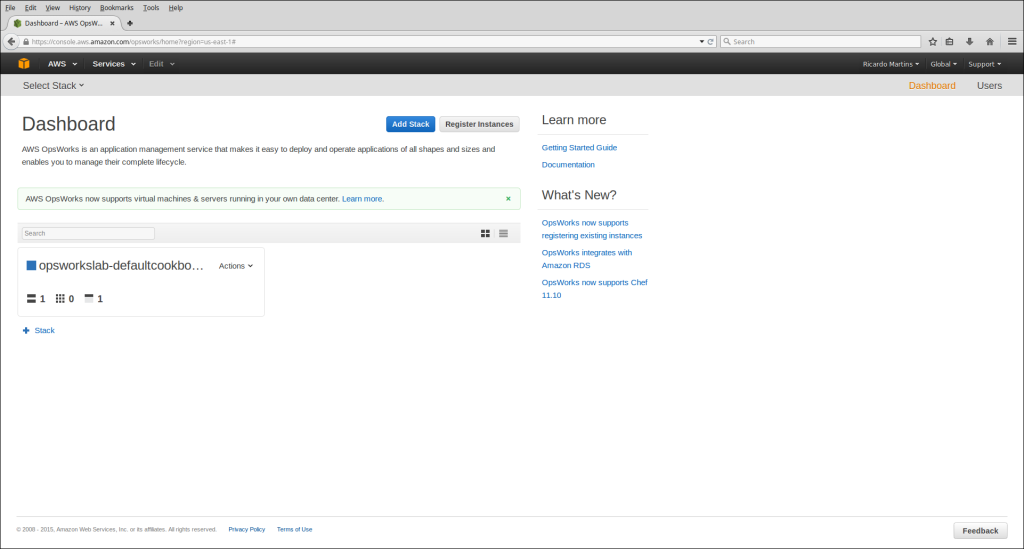 File Edit View History Bookmarks Tools Help
Dashboard – AWS OpsW...
https://console.aws.amazon.com/opsworks/home?region=us-east-1#
Search
AWS Services Edit Ricardo Martins Global Support
Select Stack Dashboard Users
Dashboard
Add Stack Register Instances
AWS OpsWorks is an application management service that makes it easy to deploy and operate applications of all shapes and sizes and
enables you to manage their complete lifecycle.
AWS OpsWorks now supports virtual machines & servers running in your own data center. Learn more.
Search
opsworkslab-defaultcookbo... Actions
1 0 1
Stack
Learn more
Getting Started Guide
Documentation
What's New?
OpsWorks now supports
registering existing instances
OpsWorks integrates with
Amazon RDS
OpsWorks now supports Chef
11.10
© 2008 - 2015, Amazon Web Services, Inc. or its affiliates. All rights reserved. Privacy Policy Terms of Use
Feedback